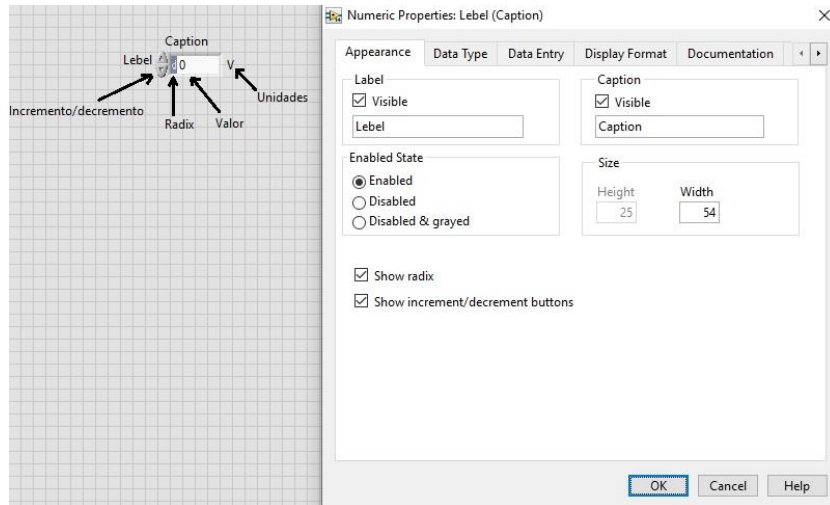 Caption
Lebel
d
0
V
Incremento/decremento
Radix
Valor
Unidades
Numeric Properties: Lebel (Caption)
Appearance
Data Type
Data Entry
Display Format
Documentation
Label
Visible
Lebel
Caption
Visible
Caption
Enabled State
Enabled
Disabled
Disabled & grayed
Size
Height
Width
25
54
Show radix
Show increment/decrement buttons
OK
Cancel
Help